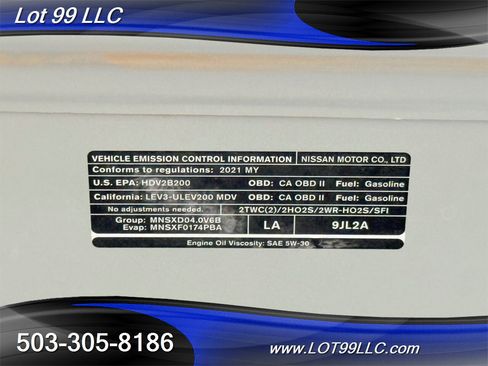 Lot 99 LLC
VEHICLE EMISSION CONTROL INFORMATION NISSAN MOTOR CO., LTD
Conforms to regulations: 2021 MY
U.S. EPA: HDV2B200 OBD: CA OBD II Fuel: Gasoline
California: LEV3-ULEV200 MDV OBD: CA OBD II Fuel: Gasoline
No adjustments needed. 2TWC(2)/2HO2S/2WR-HO2S/SFI
Group: MNSXD04.0V6B
Evap: MNSXF0174PBA LA 9JL2A
Engine Oil Viscosity: SAE 5W-30
503-305-8186 www.LOT99LLC.com